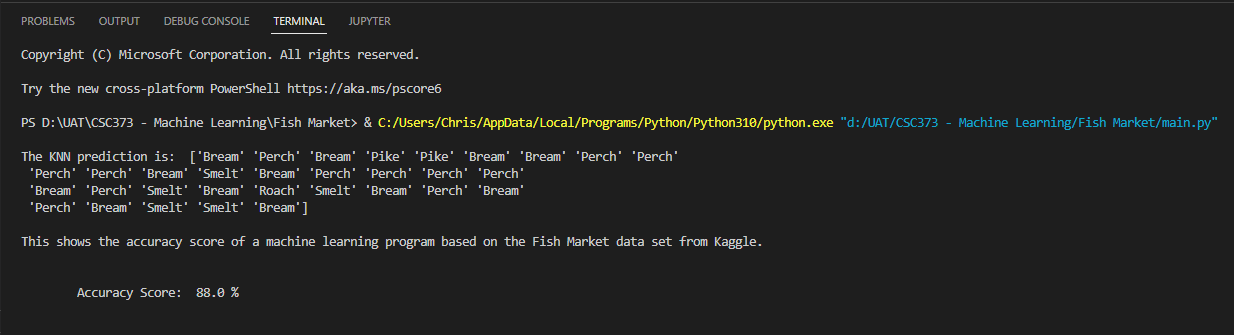 PROBLEMS OUTPUT DEBUG CONSOLE TERMINAL JUPYTER
Copyright (C) Microsoft Corporation. All rights reserved.
Try the new cross-platform PowerShell https://aka.ms/pscore6
PS D:\UAT\CSC373 - Machine Learning\Fish Market> & C:/Users/Chris/AppData/Local/Programs/Python/Python310/python.exe "d:/UAT/CSC373 - Machine Learning/Fish Market/main.py"
The KNN prediction is:  ['Bream' 'Perch' 'Bream' 'Pike' 'Pike' 'Bream' 'Bream' 'Perch' 'Perch'
'Perch' 'Perch' 'Bream' 'Smelt' 'Bream' 'Perch' 'Perch' 'Perch' 'Perch'
'Bream' 'Perch' 'Smelt' 'Bream' 'Roach' 'Smelt' 'Bream' 'Perch' 'Bream'
'Perch' 'Bream' 'Smelt' 'Smelt' 'Bream']
This shows the accuracy score of a machine learning program based on the Fish Market data set from Kaggle.
Accuracy Score:  88.0 %